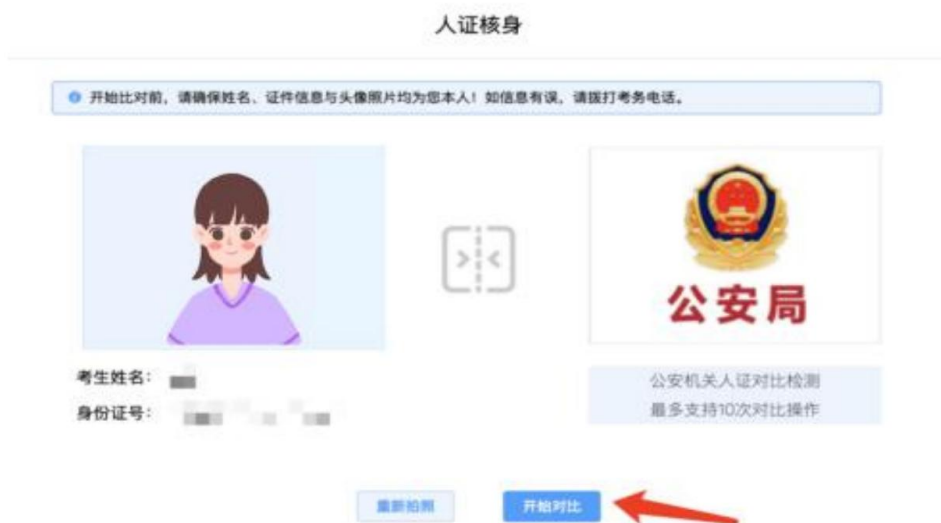 人证核身
开始比对前，请确保姓名、证件信息与头像照片均为您本人！如信息有误，请拨打考务电话。
公安局
考生姓名：
身份证号：
公安机关人证对比检测
最多支持10次对比操作
重新拍照
开始对比